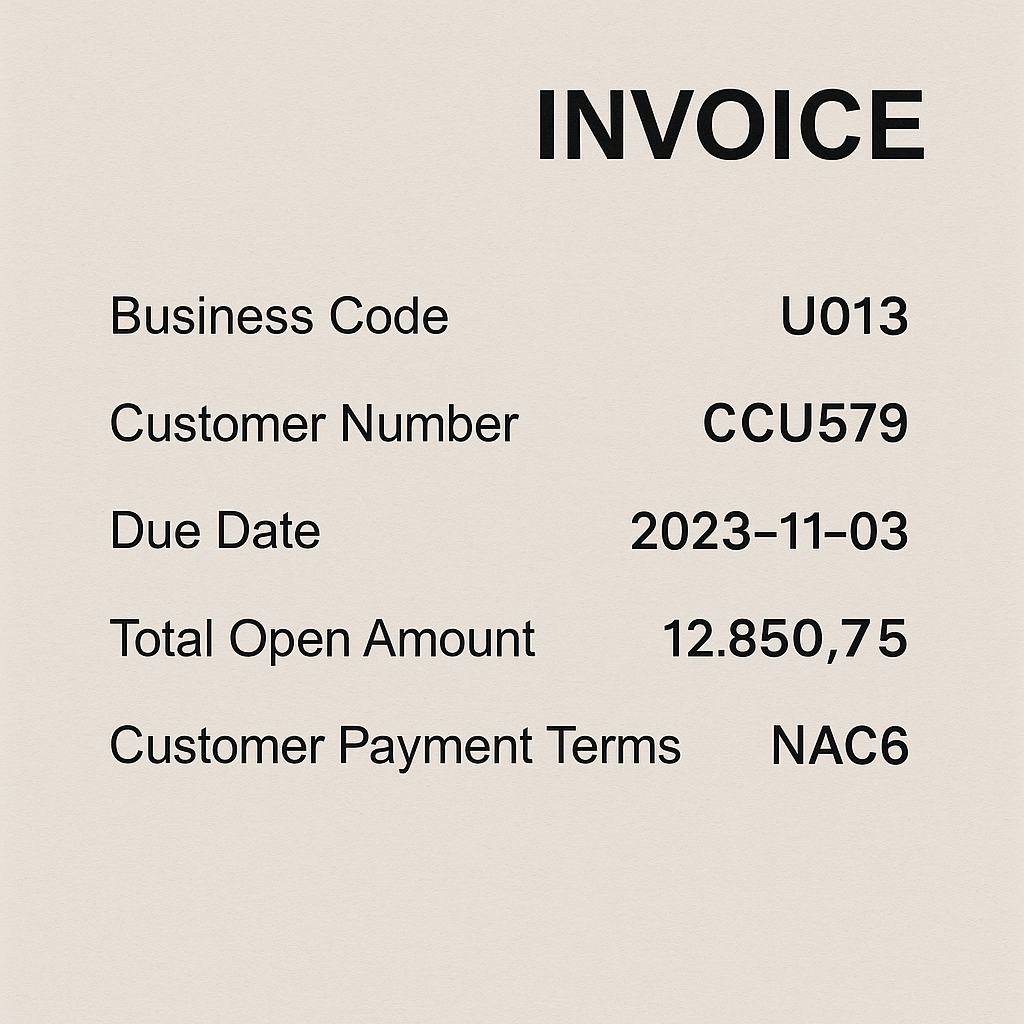 INVOICE
Business Code U013
Customer Number CCU579
Due Date 2023–11–03
Total Open Amount 12.850,75
Customer Payment Terms NAC6